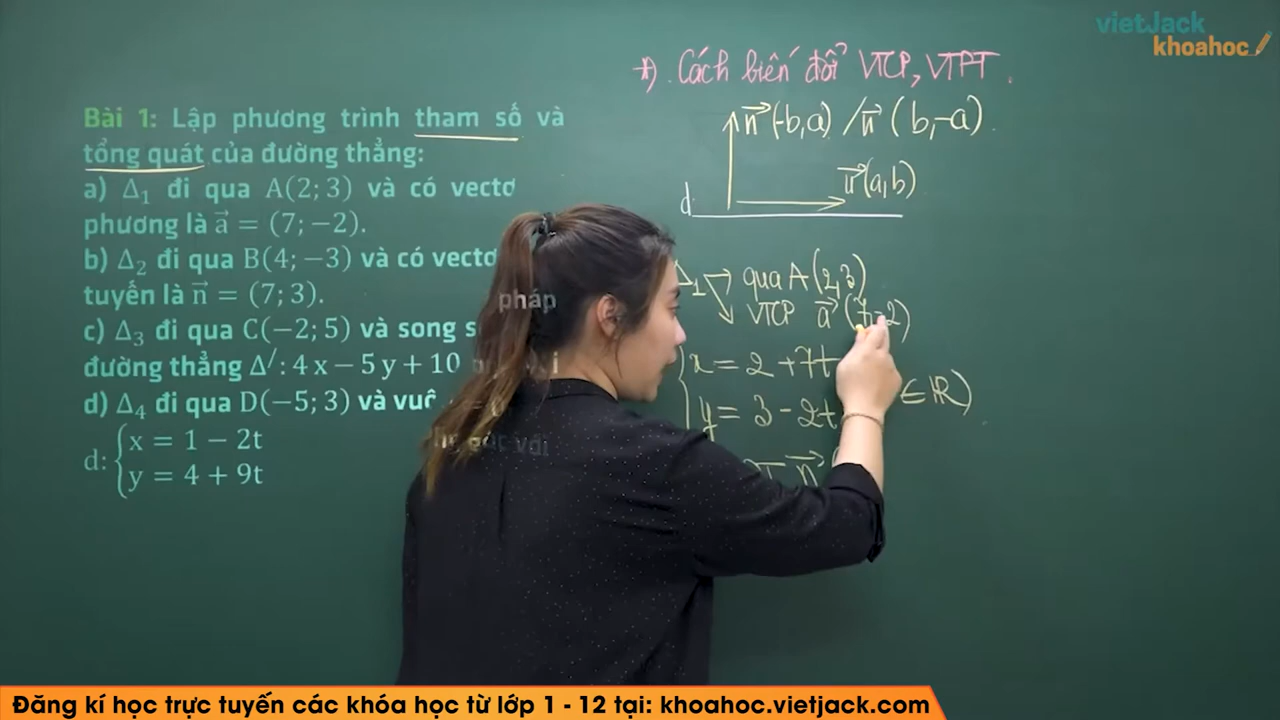 vietJack
khoahoc
*). Cách biến đổi VTCP, VTPT.
Bài 1: Lập phương trình tham số và
tổng quát của đường thẳng:
a) Δ₁ đi qua A(2; 3) và có vectơ
phương là a⃗ = (7; −2).
b) Δ₂ đi qua B(4; −3) và có vectơ pháp
tuyến là n⃗ = (7; 3).
c) Δ₃ đi qua C(−2; 5) và song s
đường thẳng Δ′: 4x − 5y + 10
d) Δ₄ đi qua D(−5; 3) và vuô góc với
d: {x = 1 − 2t
y = 4 + 9t
n⃗(-b,a) / n⃗ (b,-a).
u⃗(a,b)
d
Δ₁ qua A(2,3)
VTCP a⃗ (7,-2)
{x = 2 + 7t
y = 3 - 2t ∈ ℝ)
n⃗
Đăng kí học trực tuyến các khóa học từ lớp 1 - 12 tại: khoahoc.vietjack.com